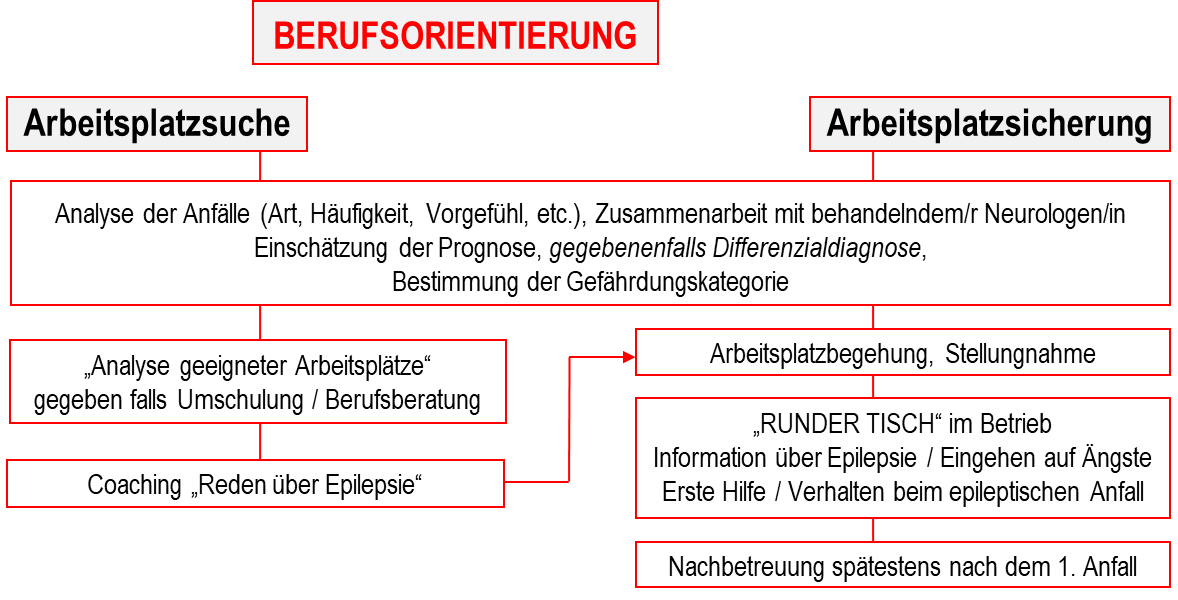 BERUFSORIENTIERUNG
Arbeitsplatzsuche
Arbeitsplatzsicherung
Analyse der Anfälle (Art, Häufigkeit, Vorgefühl, etc.), Zusammenarbeit mit behandelndem/r Neurologen/in
Einschätzung der Prognose, gegebenenfalls Differenzialdiagnose,
Bestimmung der Gefährdungskategorie
„Analyse geeigneter Arbeitsplätze“
gegeben falls Umschulung / Berufsberatung
Coaching „Reden über Epilepsie“
Arbeitsplatzbegehung, Stellungnahme
„RUNDER TISCH“ im Betrieb
Information über Epilepsie / Eingehen auf Ängste
Erste Hilfe / Verhalten beim epileptischen Anfall
Nachbetreuung spätestens nach dem 1. Anfall